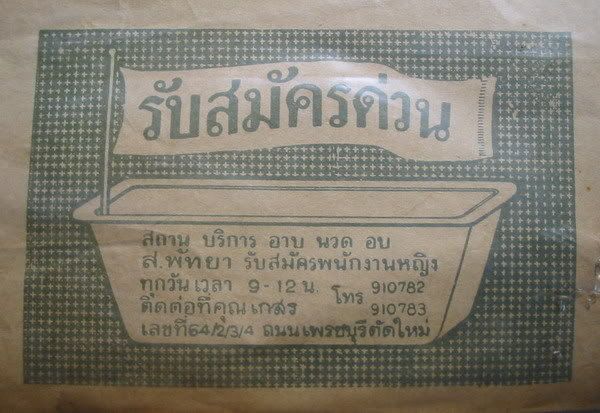 รับสมัครด่วน
สถาน บริการ อาบ นวด อบ
ส.พัทยา รับสมัครพนักงานหญิง
ทุกวันเวลา 9-12 น. โทร 910782
ติดต่อที่คุณเกสร 910783
เลขที่64/2/3/4 ถนนเพรชบุรีตัดใหม่